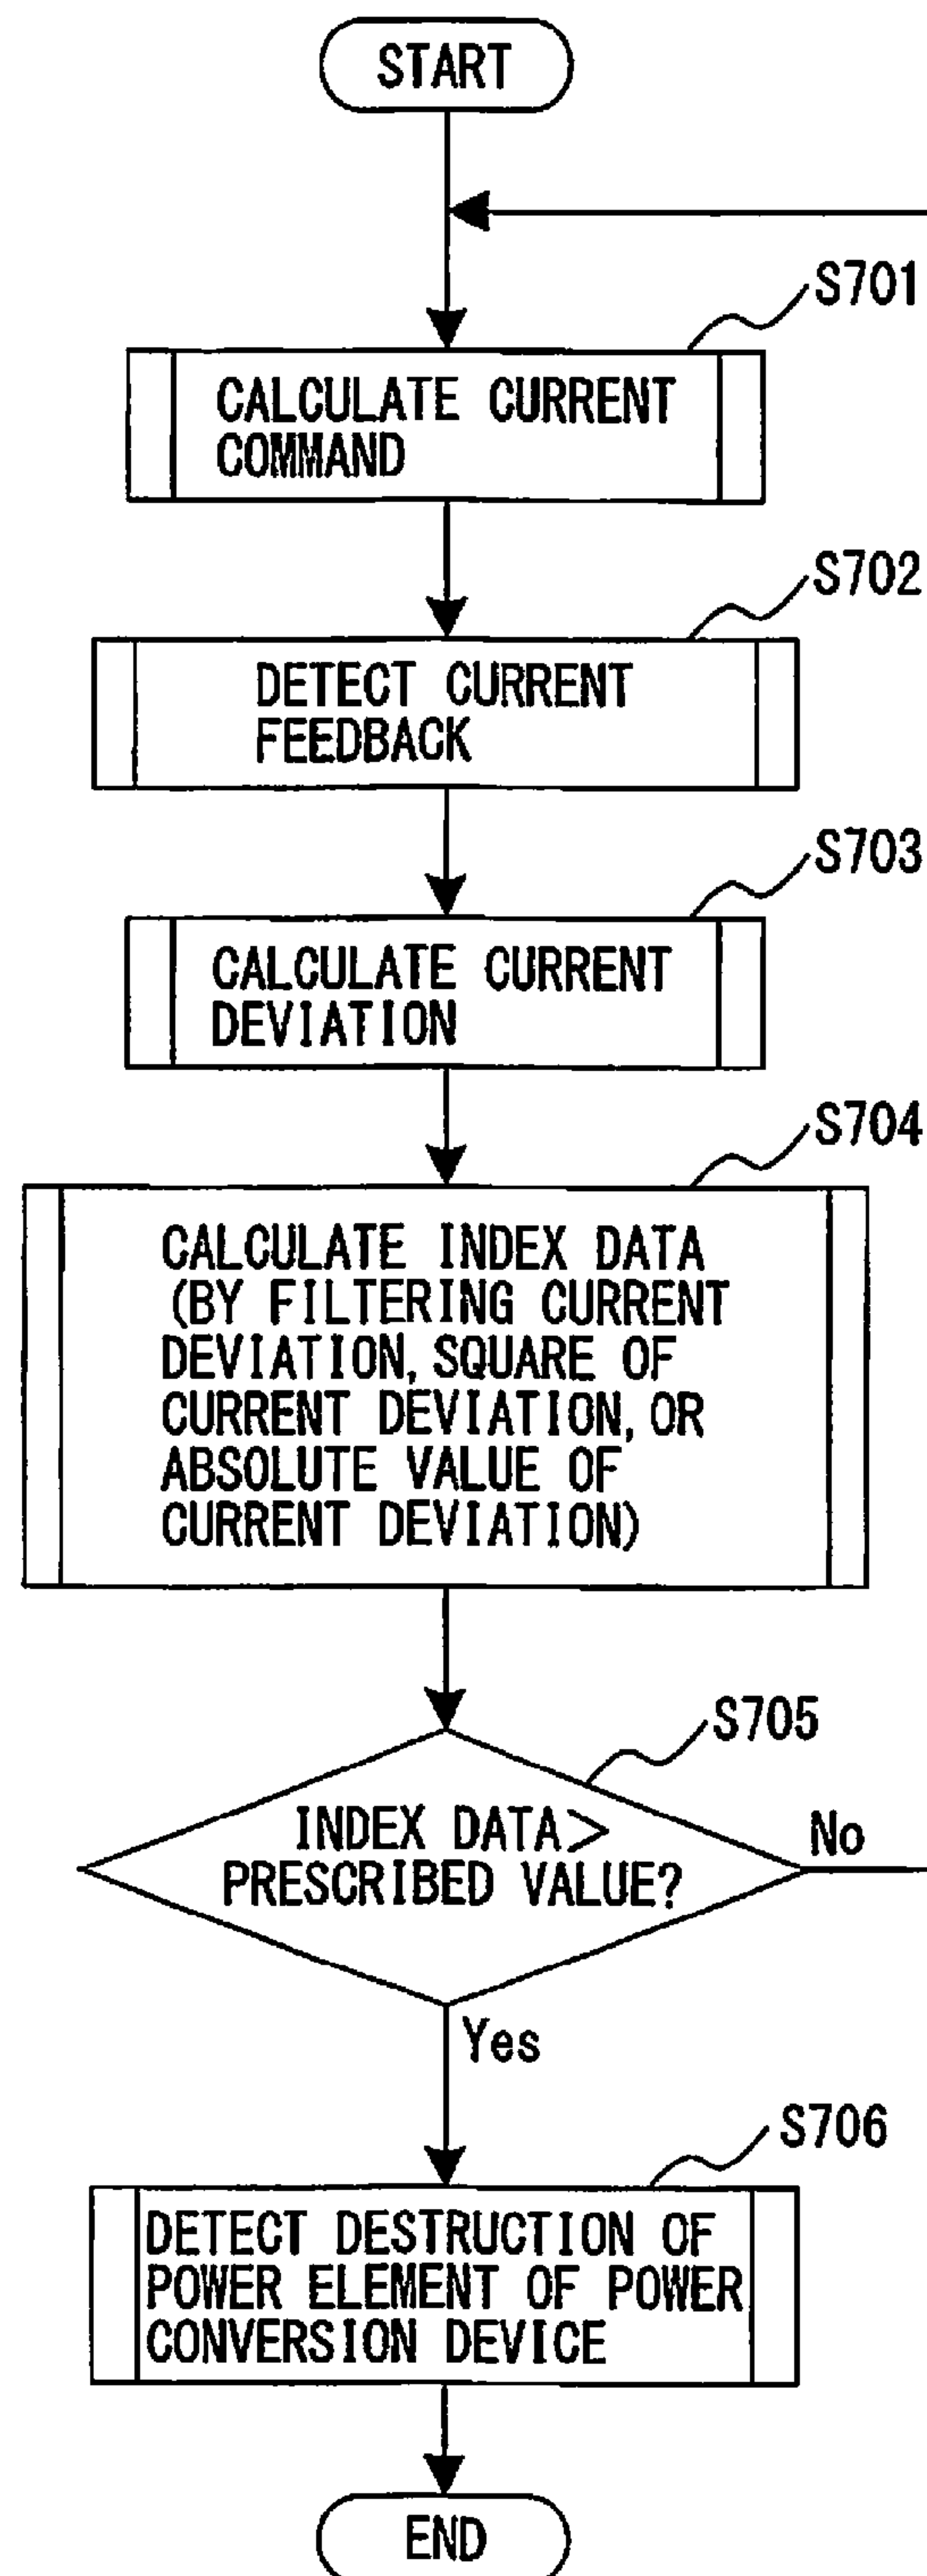 START
S701
CALCULATE CURRENT
COMMAND
S702
DETECT CURRENT
FEEDBACK
S703
CALCULATE CURRENT
DEVIATION
S704
CALCULATE INDEX DATA
(BY FILTERING CURRENT
DEVIATION, SQUARE OF
CURRENT DEVIATION, OR
ABSOLUTE VALUE OF
CURRENT DEVIATION)
S705
INDEX DATA>
PRESCRIBED VALUE?
No
Yes
S706
DETECT DESTRUCTION OF
POWER ELEMENT OF POWER
CONVERSION DEVICE
END